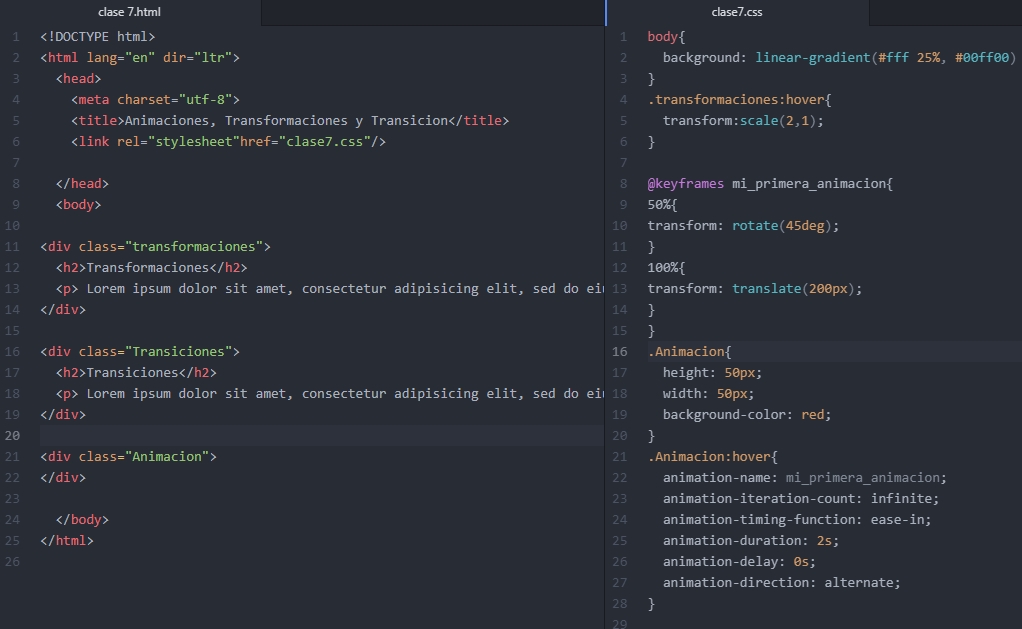 clase 7.html
1 <!DOCTYPE html>
2 <html lang="en" dir="ltr">
3 <head>
4 <meta charset="utf-8">
5 <title>Animaciones, Transformaciones y Transicion</title>
6 <link rel="stylesheet"href="clase7.css"/>
7
8 </head>
9 <body>
10
11 <div class="transformaciones">
12 <h2>Transformaciones</h2>
13 <p> Lorem ipsum dolor sit amet, consectetur adipisicing elit, sed do
14 </div>
15
16 <div class="Transiciones">
17 <h2>Transiciones</h2>
18 <p> Lorem ipsum dolor sit amet, consectetur adipisicing elit, sed do
19 </div>
20
21 <div class="Animacion">
22 </div>
23
24 </body>
25 </html>
26
clase7.css
1 body{
2 background: linear-gradient(#fff 25%, #00ff00)
3 }
4 .transformaciones:hover{
5 transform:scale(2,1);
6 }
7
8 @keyframes mi_primera_animacion{
9 50%{
10 transform: rotate(45deg);
11 }
12 100%{
13 transform: translate(200px);
14 }
15 }
16 .Animacion{
17 height: 50px;
18 width: 50px;
19 background-color: red;
20 }
21 .Animacion:hover{
22 animation-name: mi_primera_animacion;
23 animation-iteration-count: infinite;
24 animation-timing-function: ease-in;
25 animation-duration: 2s;
26 animation-delay: 0s;
27 animation-direction: alternate;
28 }
29